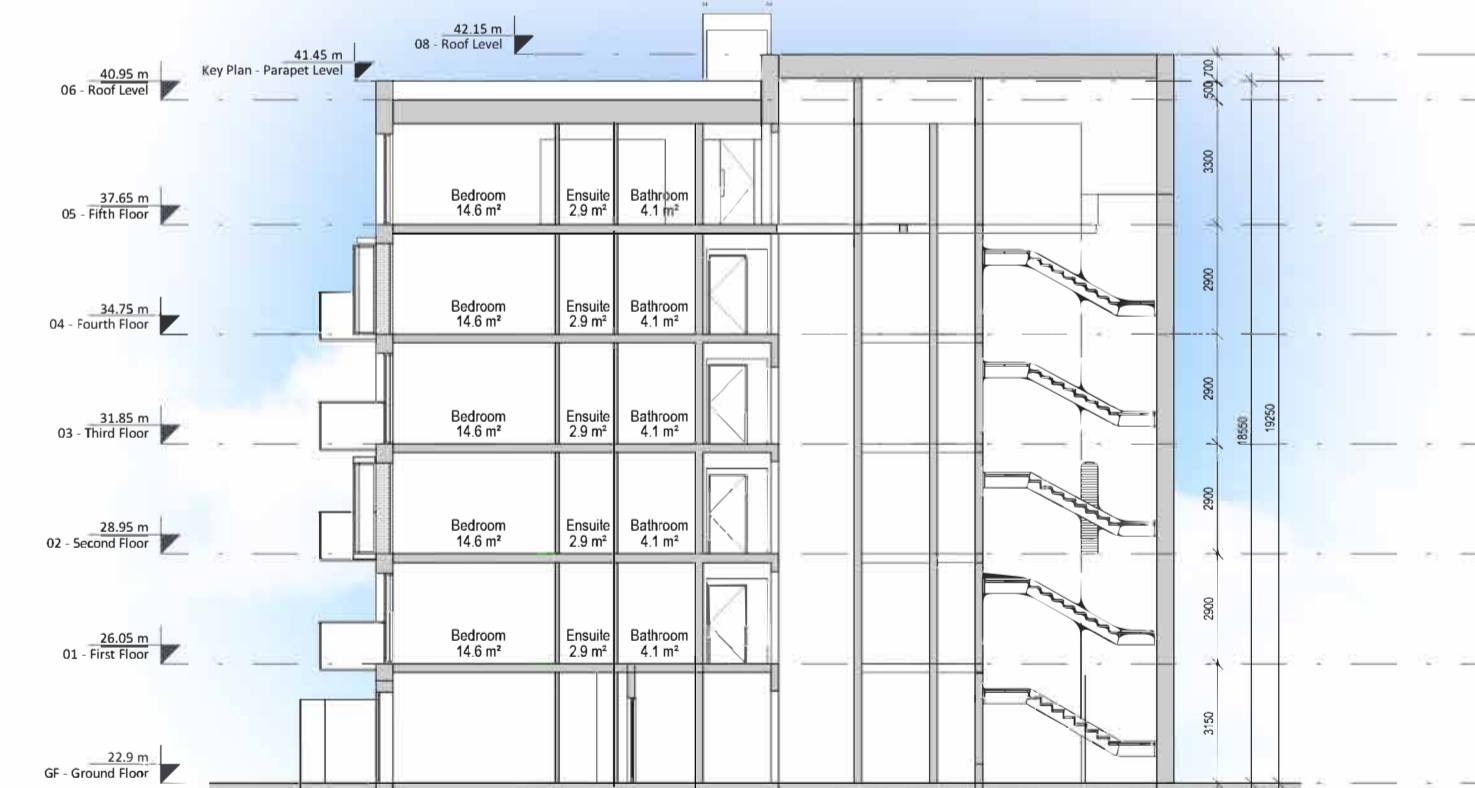 42.15 m
08 - Roof Level
41.45 m
Key Plan - Parapet Level
40.95 m
06 - Roof Level
700
500
3300
Bedroom
14.6 m²
Ensuite
2.9 m²
Bathroom
4.1 m²
37.65 m
05 - Fifth Floor
2900
Bedroom
14.6 m²
Ensuite
2.9 m²
Bathroom
4.1 m²
34.75 m
04 - Fourth Floor
2900
Bedroom
14.6 m²
Ensuite
2.9 m²
Bathroom
4.1 m²
31.85 m
03 - Third Floor
18550
19250
2900
Bedroom
14.6 m²
Ensuite
2.9 m²
Bathroom
4.1 m²
28.95 m
02 - Second Floor
2900
Bedroom
14.6 m²
Ensuite
2.9 m²
Bathroom
4.1 m²
26.05 m
01 - First Floor
3150
22.9 m
GF - Ground Floor